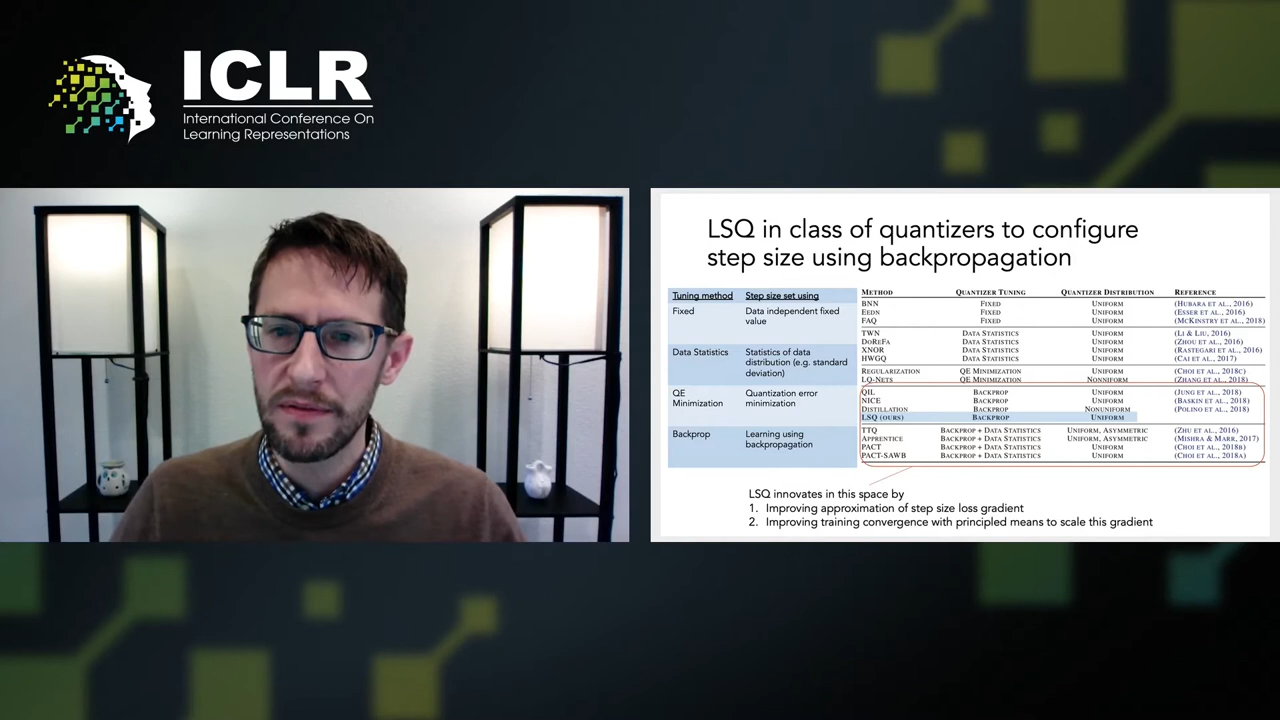 ICLR
International Conference On
Learning Representations
LSQ in class of quantizers to configure
step size using backpropagation
Tuning method Step size set using
Fixed Data independent fixed
value
Data Statistics Statistics of data
distribution (e.g. standard
deviation)
QE Quantization error
Minimization minimization
Backprop Learning using
backpropagation
METHOD QUANTIZER TUNING QUANTIZER DISTRIBUTION REFERENCE
BNN FIXED UNIFORM (HUBARA ET AL., 2016)
EEDN FIXED UNIFORM (ESSER ET AL., 2016)
FAQ FIXED UNIFORM (MCKINSTRY ET AL., 2018)
TWN DATA STATISTICS UNIFORM (LI & LIU, 2016)
DOREFA DATA STATISTICS UNIFORM (ZHOU ET AL., 2016)
XNOR DATA STATISTICS UNIFORM (RASTEGARI ET AL., 2016)
HWGQ DATA STATISTICS UNIFORM (CAI ET AL., 2017)
REGULARIZATION QE MINIMIZATION UNIFORM (CHOI ET AL., 2018C)
LQ-NETS QE MINIMIZATION NONNIFORM (ZHANG ET AL., 2018)
QIL BACKPROP UNIFORM (JUNG ET AL., 2018)
NICE BACKPROP UNIFORM (BASKIN ET AL., 2018)
DISTILLATION BACKPROP NONUNIFORM (POLINO ET AL., 2018)
LSQ (OURS) BACKPROP UNIFORM
TTQ BACKPROP + DATA STATISTICS UNIFORM, ASYMMETRIC (ZHU ET AL., 2016)
APPRENTICE BACKPROP + DATA STATISTICS UNIFORM, ASYMMETRIC (MISHRA & MARR, 2017)
PACT BACKPROP + DATA STATISTICS UNIFORM (CHOI ET AL., 2018B)
PACT-SAWB BACKPROP + DATA STATISTICS UNIFORM (CHOI ET AL., 2018A)
LSQ innovates in this space by
1. Improving approximation of step size loss gradient
2. Improving training convergence with principled means to scale this gradient